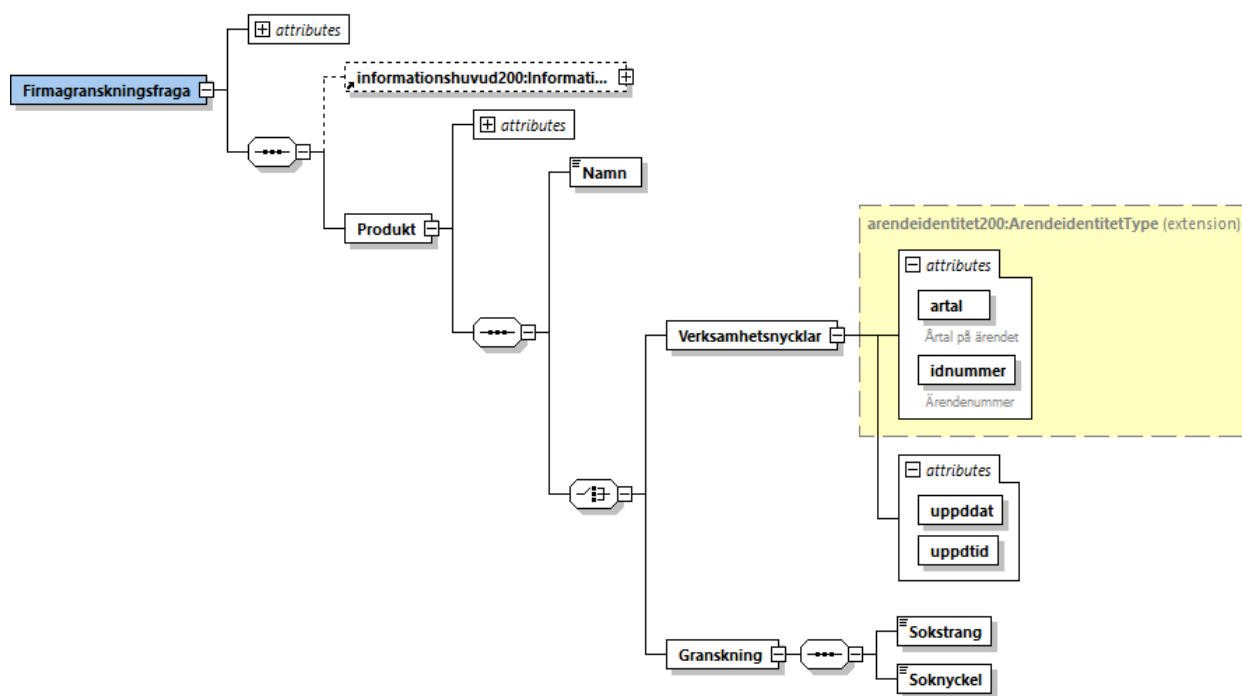 attributes
Firmagranskningsfraga
informationshuvud200:Informati...
attributes
Namn
Produkt
arendeidentitet200:ArendeidentitetType (extension)
attributes
artal
Årtal på ärendet
Verksamhetsnycklar
idnummer
Ärendenummer
attributes
uppddat
uppdtid
Granskning
Sokstrang
Soknyckel